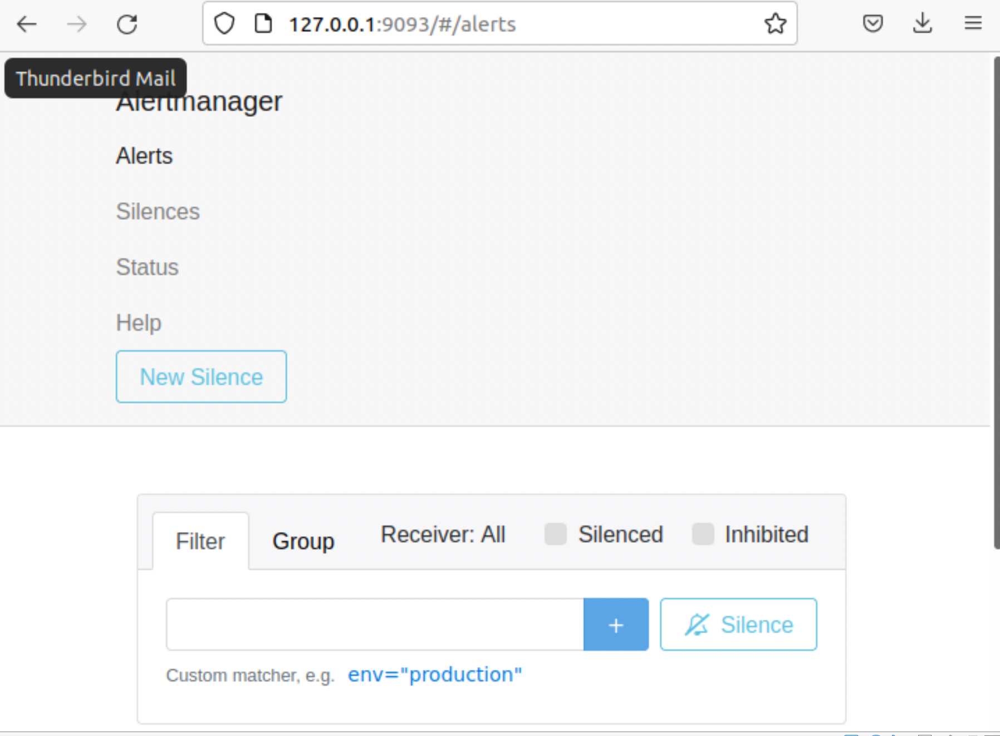 127.0.0.1:9093/#/alerts
Thunderbird Mail
Alertmanager
Alerts
Silences
Status
Help
New Silence
Filter Group Receiver: All Silenced Inhibited
+ Silence
Custom matcher, e.g. env="production"